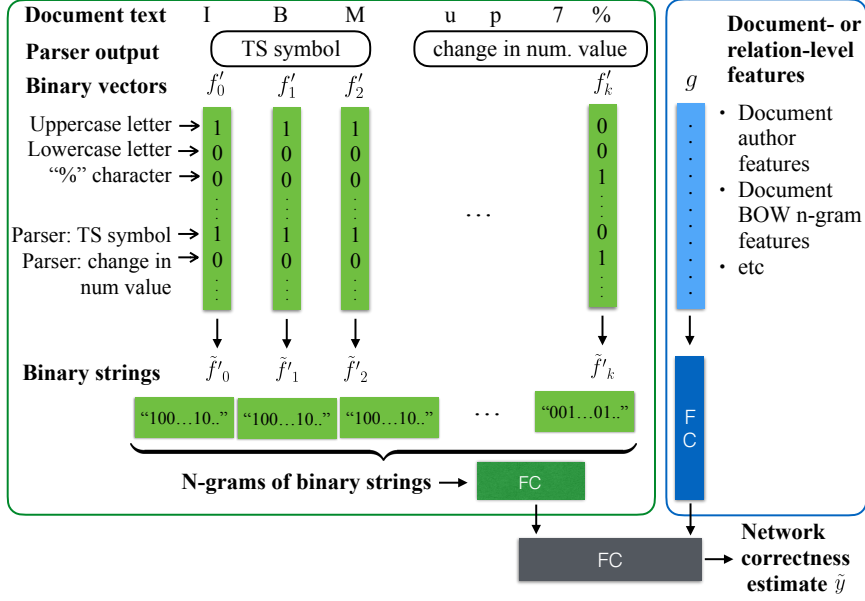 Document text I B M u p 7 %
Parser output TS symbol change in num. value
Binary vectors f′₀ f′₁ f′₂ f′ₖ
Uppercase letter 1 1 1 0
Lowercase letter 0 0 0 0
“%” character 0 0 0 1
...
Parser: TS symbol 1 1 1 0
Parser: change in 0 0 0 1
num value
Binary strings f̃′₀ f̃′₁ f̃′₂ f̃′ₖ
“100...10..” “100...10..” “100...10..” ... “001...01..”
N-grams of binary strings FC
Document- or
relation-level
features
g
· Document
author
features
· Document
BOW n-gram
features
· etc
F
C
FC
Network
correctness
estimate ỹ